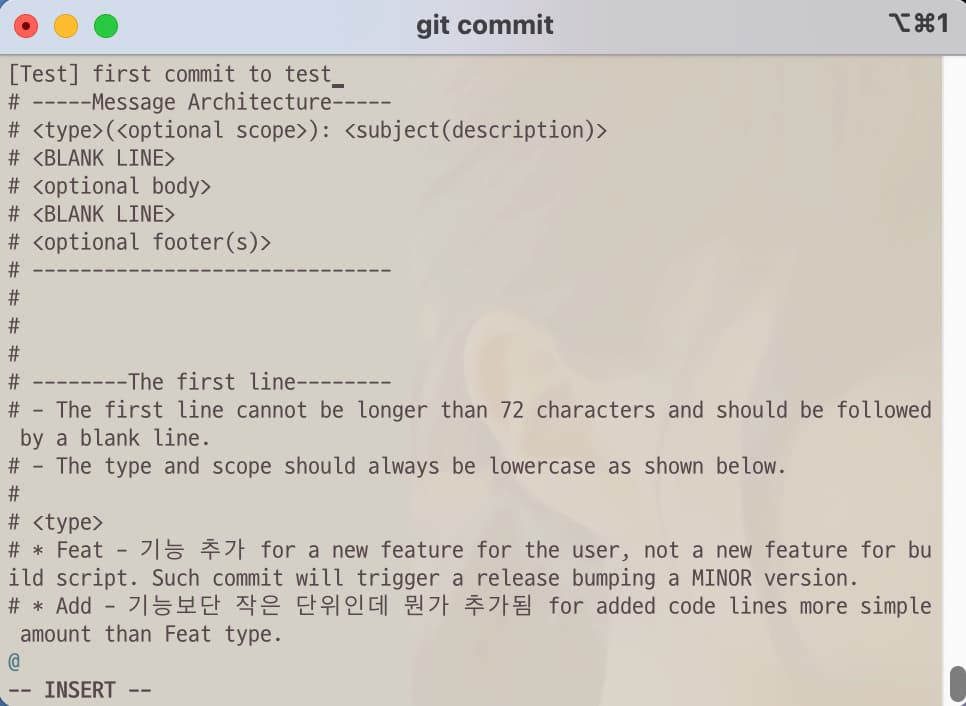 git commit
⌥⌘1
[Test] first commit to test_
# -----Message Architecture-----
# <type>(<optional scope>): <subject(description)>
# <BLANK LINE>
# <optional body>
# <BLANK LINE>
# <optional footer(s)>
# ------------------------------
#
#
#
# --------The first line--------
# - The first line cannot be longer than 72 characters and should be followed
 by a blank line.
# - The type and scope should always be lowercase as shown below.
#
# <type>
# * Feat - 기능 추가 for a new feature for the user, not a new feature for bu
ild script. Such commit will trigger a release bumping a MINOR version.
# * Add - 기능보단 작은 단위인데 뭔가 추가됨 for added code lines more simple
 amount than Feat type.
@
-- INSERT --